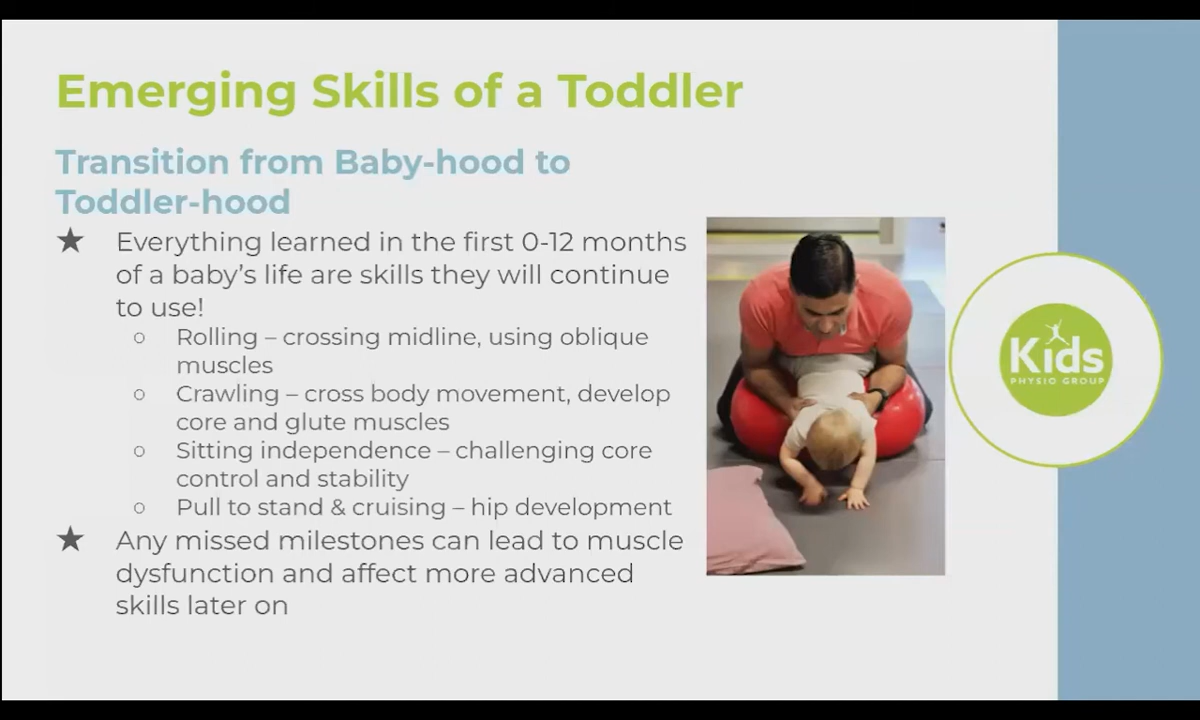 Emerging Skills of a Toddler
Transition from Baby-hood to
Toddler-hood
★ Everything learned in the first 0-12 months
of a baby's life are skills they will continue
to use!
○ Rolling – crossing midline, using oblique
muscles
○ Crawling – cross body movement, develop
core and glute muscles
○ Sitting independence – challenging core
control and stability
○ Pull to stand & cruising – hip development
★ Any missed milestones can lead to muscle
dysfunction and affect more advanced
skills later on
Kids
PHYSIO GROUP